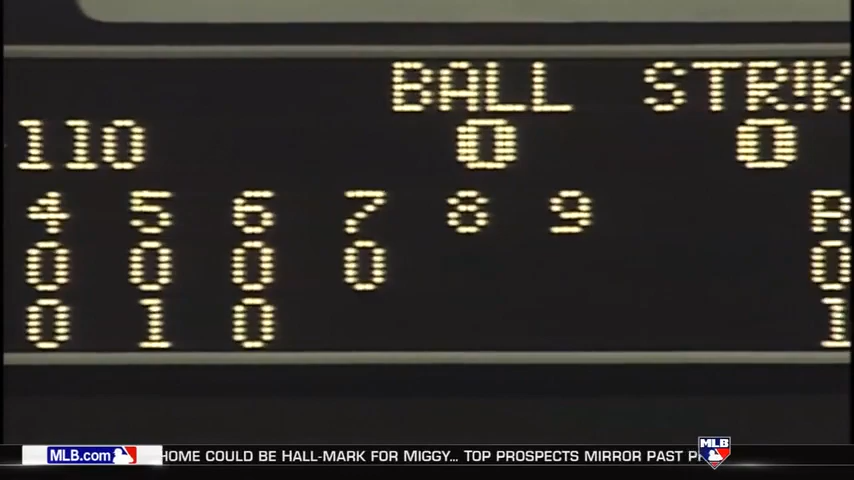 BALL STRIK
110 0 0
4 5 6 7 8 9 R
0 0 0 0 0
0 1 0 1
MLB
MLB.com HOME COULD BE HALL-MARK FOR MIGGY... TOP PROSPECTS MIRROR PAST